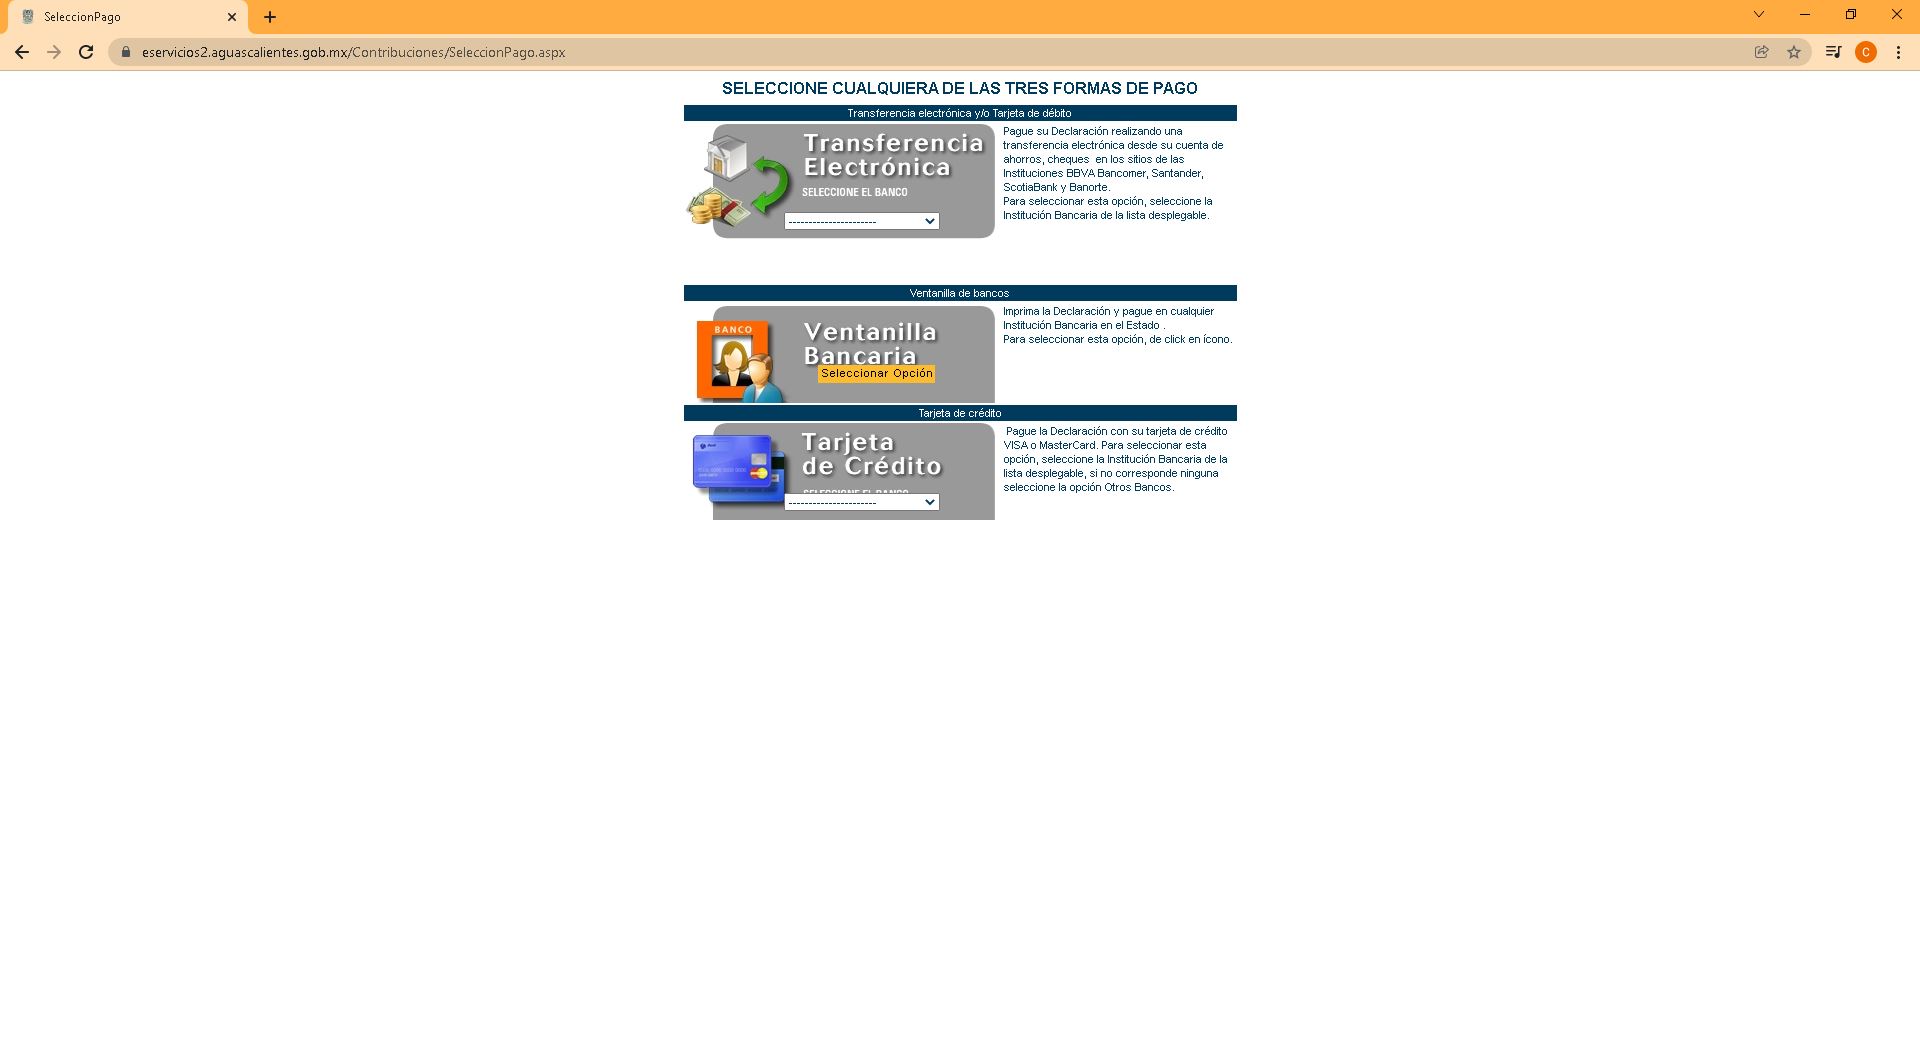 SeleccionPago
eservicios2.aguascalientes.gob.mx/Contribuciones/SeleccionPago.aspx
C
SELECCIONE CUALQUIERA DE LAS TRES FORMAS DE PAGO
Transferencia electrónica y/o Tarjeta de débito
Transferencia
Electrónica
SELECCIONE EL BANCO
----------------------
Pague su Declaración realizando una
transferencia electrónica desde su cuenta de
ahorros, cheques  en los sitios de las
Instituciones BBVA Bancomer, Santander,
ScotiaBank y Banorte.
Para seleccionar esta opción, seleccione la
Institución Bancaria de la lista desplegable.
Ventanilla de bancos
BANCO
Ventanilla
Bancaria
Seleccionar Opción
Imprima la Declaración y pague en cualquier
Institución Bancaria en el Estado .
Para seleccionar esta opción, de click en ícono.
Tarjeta de crédito
Tarjeta
de Crédito
SELECCIONE EL BANCO
----------------------
Pague la Declaración con su tarjeta de crédito
VISA o MasterCard. Para seleccionar esta
opción, seleccione la Institución Bancaria de la
lista desplegable, si no corresponde ninguna
seleccione la opción Otros Bancos.